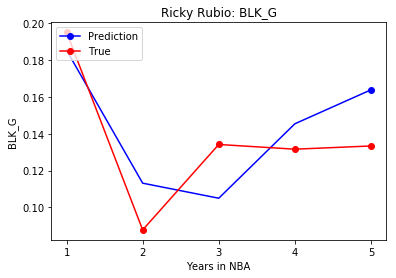 Ricky Rubio: BLK_G
Prediction
True
0.20
0.18
0.16
0.14
0.12
0.10
BLK_G
1 2 3 4 5
Years in NBA